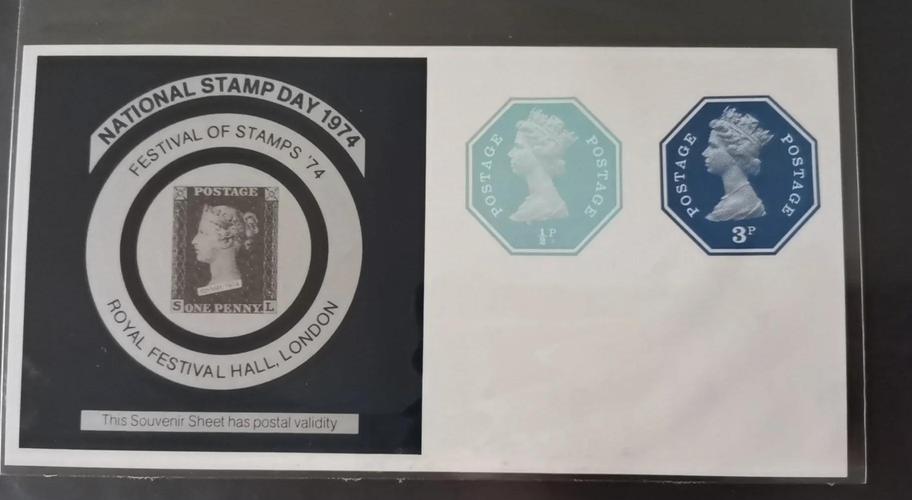 NATIONAL STAMP DAY 1974
FESTIVAL OF STAMPS '74
POSTAGE
S ONE PENNY L
ROYAL FESTIVAL HALL, LONDON
This Souvenir Sheet has postal validity
POSTAGE POSTAGE
½P
POSTAGE POSTAGE
3P